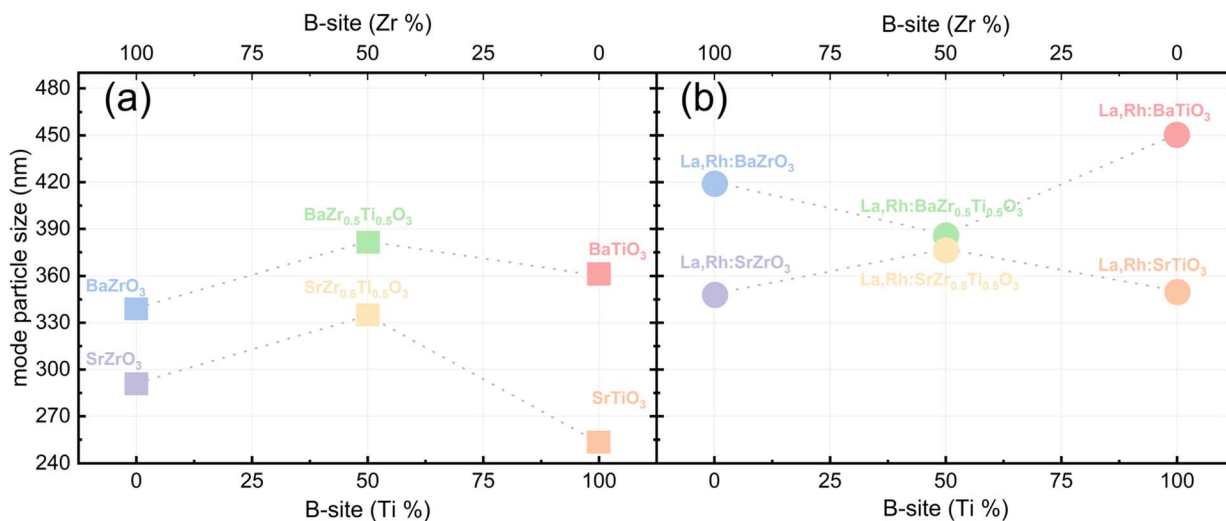 B-site (Zr %)
B-site (Zr %)
100 75 50 25 0
100 75 50 25 0
mode particle size (nm)
480
450
420
390
360
330
300
270
240
(a)
BaZrO3
BaZr0.5Ti0.5O3
BaTiO3
SrZrO3
SrZr0.5Ti0.5O3
SrTiO3
(b)
La,Rh:BaTiO3
La,Rh:BaZrO3
La,Rh:BaZr0.5Ti0.5O3
La,Rh:SrZrO3
La,Rh:SrZr0.5Ti0.5O3
La,Rh:SrTiO3
0 25 50 75 100
0 25 50 75 100
B-site (Ti %)
B-site (Ti %)